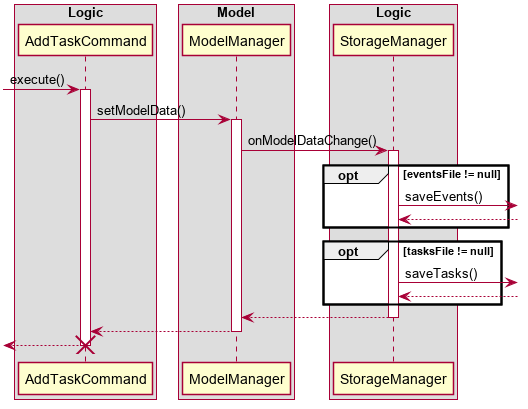 Logic
Model
Logic
AddTaskCommand
ModelManager
StorageManager
execute()
setModelData()
onModelDataChange()
opt
[eventsFile != null]
saveEvents()
opt
[tasksFile != null]
saveTasks()
AddTaskCommand
ModelManager
StorageManager